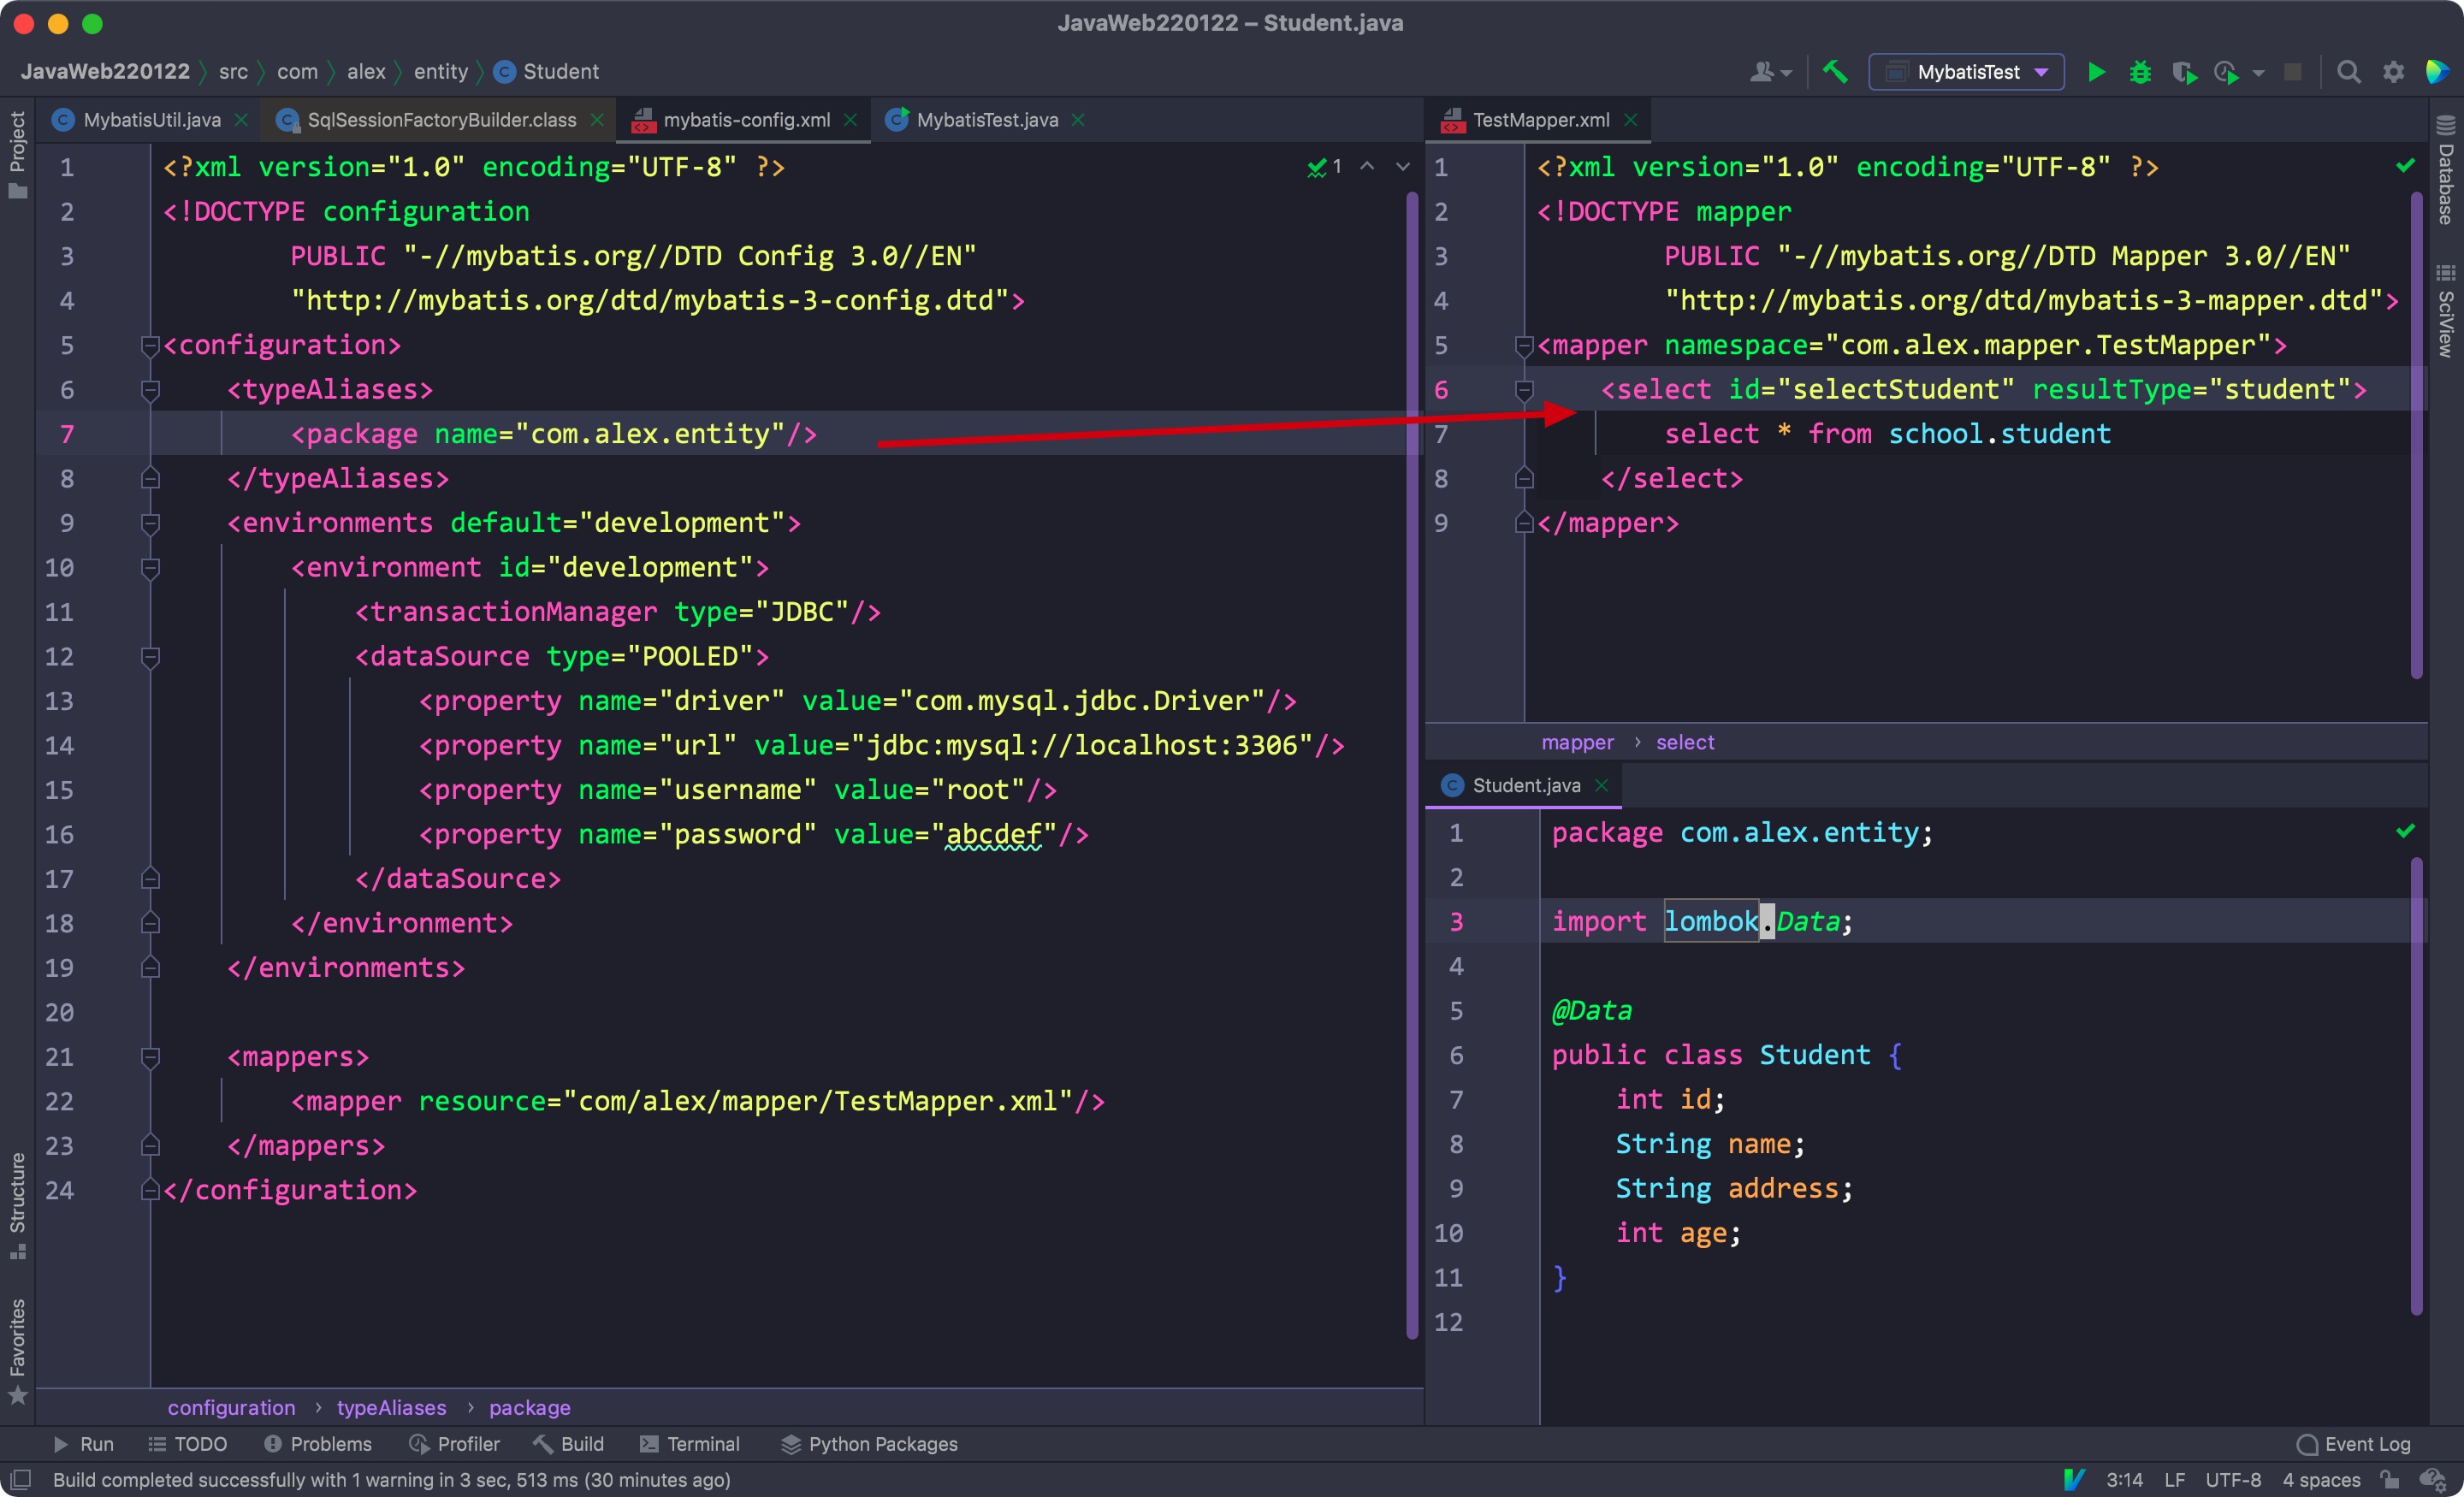 JavaWeb220122 – Student.java
JavaWeb220122 src com alex entity Student
MybatisTest
Project
MybatisUtil.java
SqlSessionFactoryBuilder.class
mybatis-config.xml
MybatisTest.java
1 <?xml version="1.0" encoding="UTF-8" ?>
1
2 <!DOCTYPE configuration
3 PUBLIC "-//mybatis.org//DTD Config 3.0//EN"
4 "http://mybatis.org/dtd/mybatis-3-config.dtd">
5 <configuration>
6 <typeAliases>
7 <package name="com.alex.entity"/>
8 </typeAliases>
9 <environments default="development">
10 <environment id="development">
11 <transactionManager type="JDBC"/>
12 <dataSource type="POOLED">
13 <property name="driver" value="com.mysql.jdbc.Driver"/>
14 <property name="url" value="jdbc:mysql://localhost:3306"/>
15 <property name="username" value="root"/>
16 <property name="password" value="abcdef"/>
17 </dataSource>
18 </environment>
19 </environments>
20
21 <mappers>
22 <mapper resource="com/alex/mapper/TestMapper.xml"/>
23 </mappers>
24 </configuration>
configuration › typeAliases › package
TestMapper.xml
1 <?xml version="1.0" encoding="UTF-8" ?>
2 <!DOCTYPE mapper
3 PUBLIC "-//mybatis.org//DTD Mapper 3.0//EN"
4 "http://mybatis.org/dtd/mybatis-3-mapper.dtd">
5 <mapper namespace="com.alex.mapper.TestMapper">
6 <select id="selectStudent" resultType="student">
7 select * from school.student
8 </select>
9 </mapper>
mapper › select
Student.java
1 package com.alex.entity;
2
3 import lombok.Data;
4
5 @Data
6 public class Student {
7 int id;
8 String name;
9 String address;
10 int age;
11 }
12
Database
SciView
Structure
Favorites
Run
TODO
Problems
Profiler
Build
Terminal
Python Packages
Event Log
Build completed successfully with 1 warning in 3 sec, 513 ms (30 minutes ago)
3:14 LF UTF-8 4 spaces